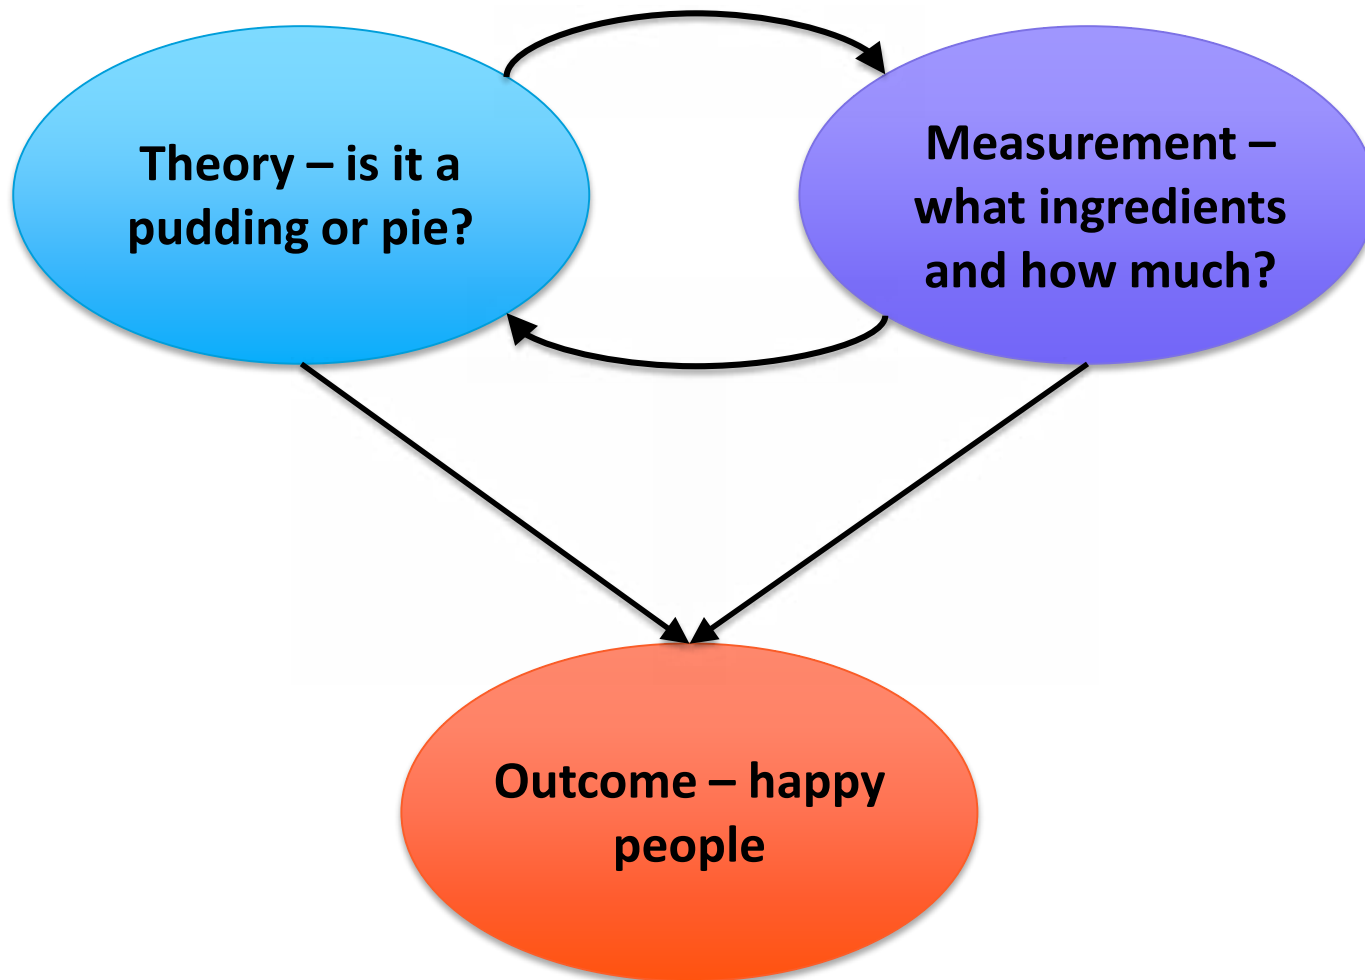 Theory – is it a
pudding or pie?
Measurement –
what ingredients
and how much?
Outcome – happy
people